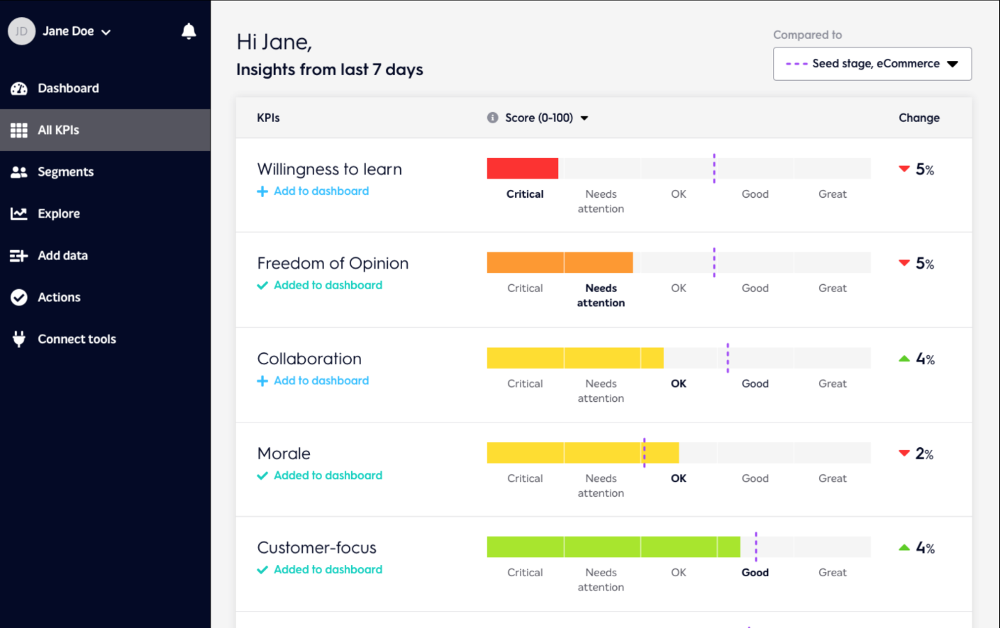 JD
Jane Doe
Dashboard
All KPIs
Segments
Explore
Add data
Actions
Connect tools
Hi Jane,
Insights from last 7 days
Compared to
Seed stage, eCommerce
KPIs
Score (0-100)
Change
Willingness to learn
Add to dashboard
Critical
Needs
attention
OK
Good
Great
5%
Freedom of Opinion
Added to dashboard
Critical
Needs
attention
OK
Good
Great
5%
Collaboration
Add to dashboard
Critical
Needs
attention
OK
Good
Great
4%
Morale
Added to dashboard
Critical
Needs
attention
OK
Good
Great
2%
Customer-focus
Added to dashboard
Critical
Needs
attention
OK
Good
Great
4%